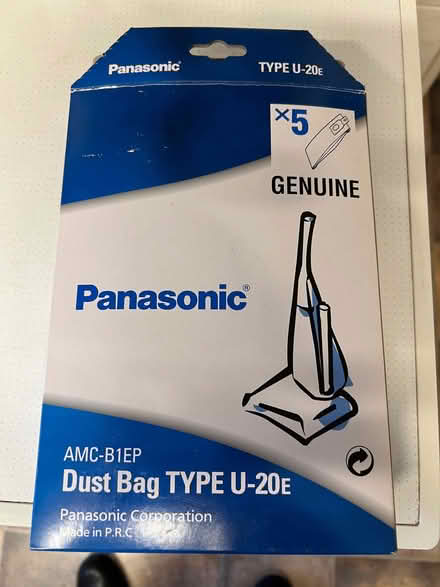 Panasonic TYPE U-20E
×5
GENUINE
Panasonic®
AMC-B1EP
Dust Bag TYPE U-20E
Panasonic Corporation
Made in P.R.C